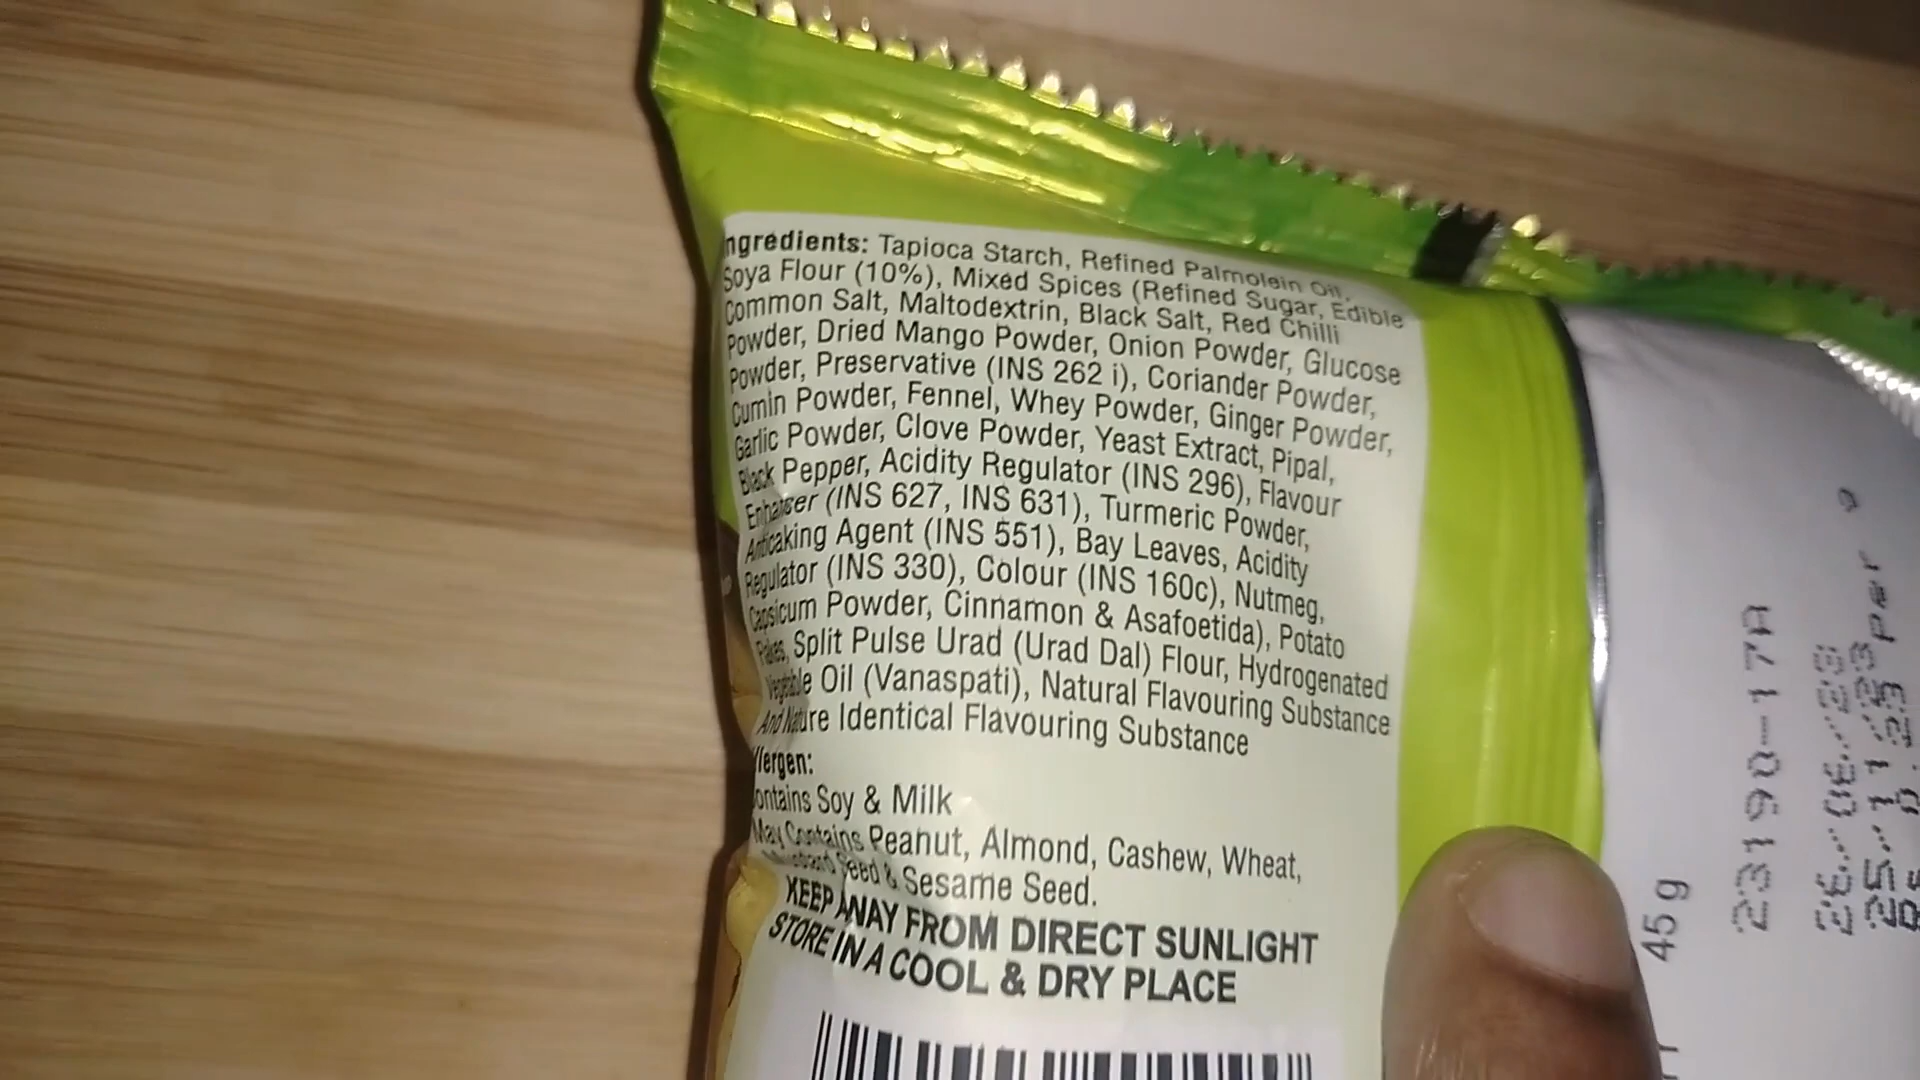 Ingredients: Tapioca Starch, Refined Palmolein Oil,
Soya Flour (10%), Mixed Spices (Refined Sugar, Edible
Common Salt, Maltodextrin, Black Salt, Red Chilli
Powder, Dried Mango Powder, Onion Powder, Glucose
Powder, Preservative (INS 262 i), Coriander Powder,
Cumin Powder, Fennel, Whey Powder, Ginger Powder,
Garlic Powder, Clove Powder, Yeast Extract, Pipal,
Black Pepper, Acidity Regulator (INS 296), Flavour
Enhancer (INS 627, INS 631), Turmeric Powder,
Anticaking Agent (INS 551), Bay Leaves, Acidity
Regulator (INS 330), Colour (INS 160c), Nutmeg,
Capsicum Powder, Cinnamon & Asafoetida), Potato
Flakes, Split Pulse Urad (Urad Dal) Flour, Hydrogenated
Vegetable Oil (Vanaspati), Natural Flavouring Substance
And Nature Identical Flavouring Substance
Allergen:
Contains Soy & Milk
May Contains Peanut, Almond, Cashew, Wheat,
Mustard Seed & Sesame Seed.
KEEP AWAY FROM DIRECT SUNLIGHT
STORE IN A COOL & DRY PLACE
45 g
23190-17A